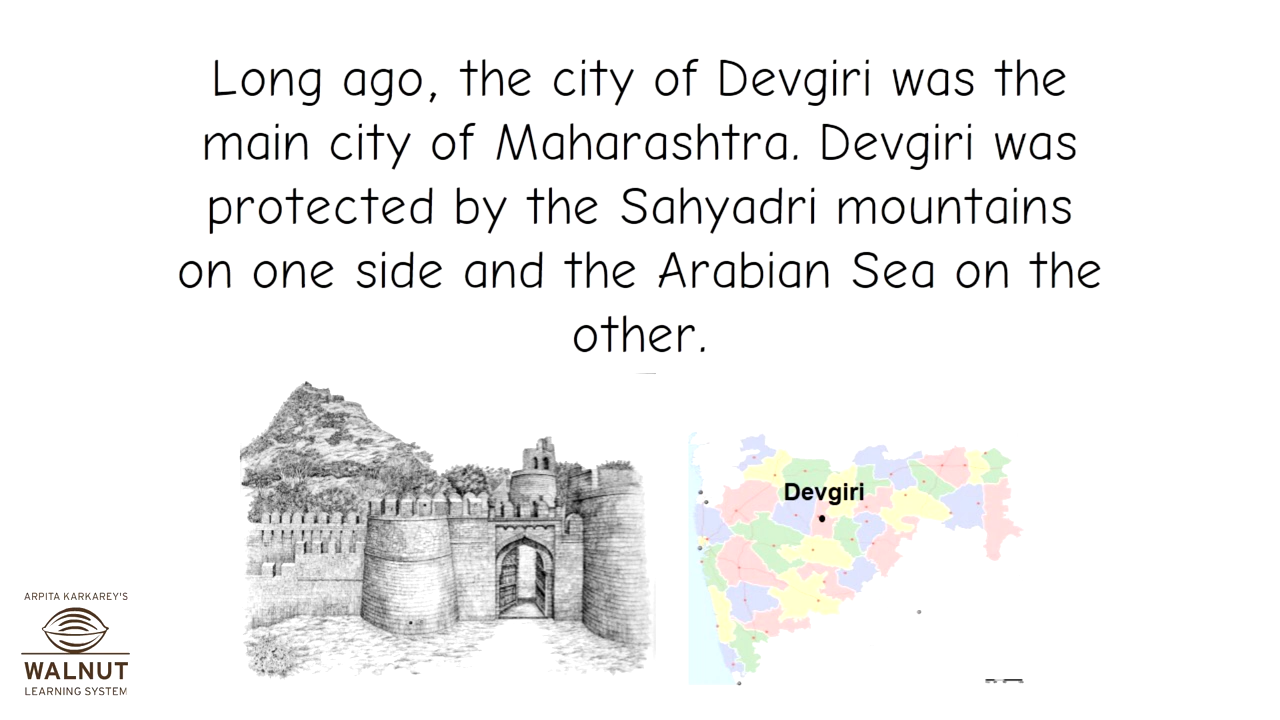 Long ago, the city of Devgiri was the
main city of Maharashtra. Devgiri was
protected by the Sahyadri mountains
on one side and the Arabian Sea on the
other.
Devgiri
ARPITA KARKAREY'S
WALNUT
LEARNING SYSTEM